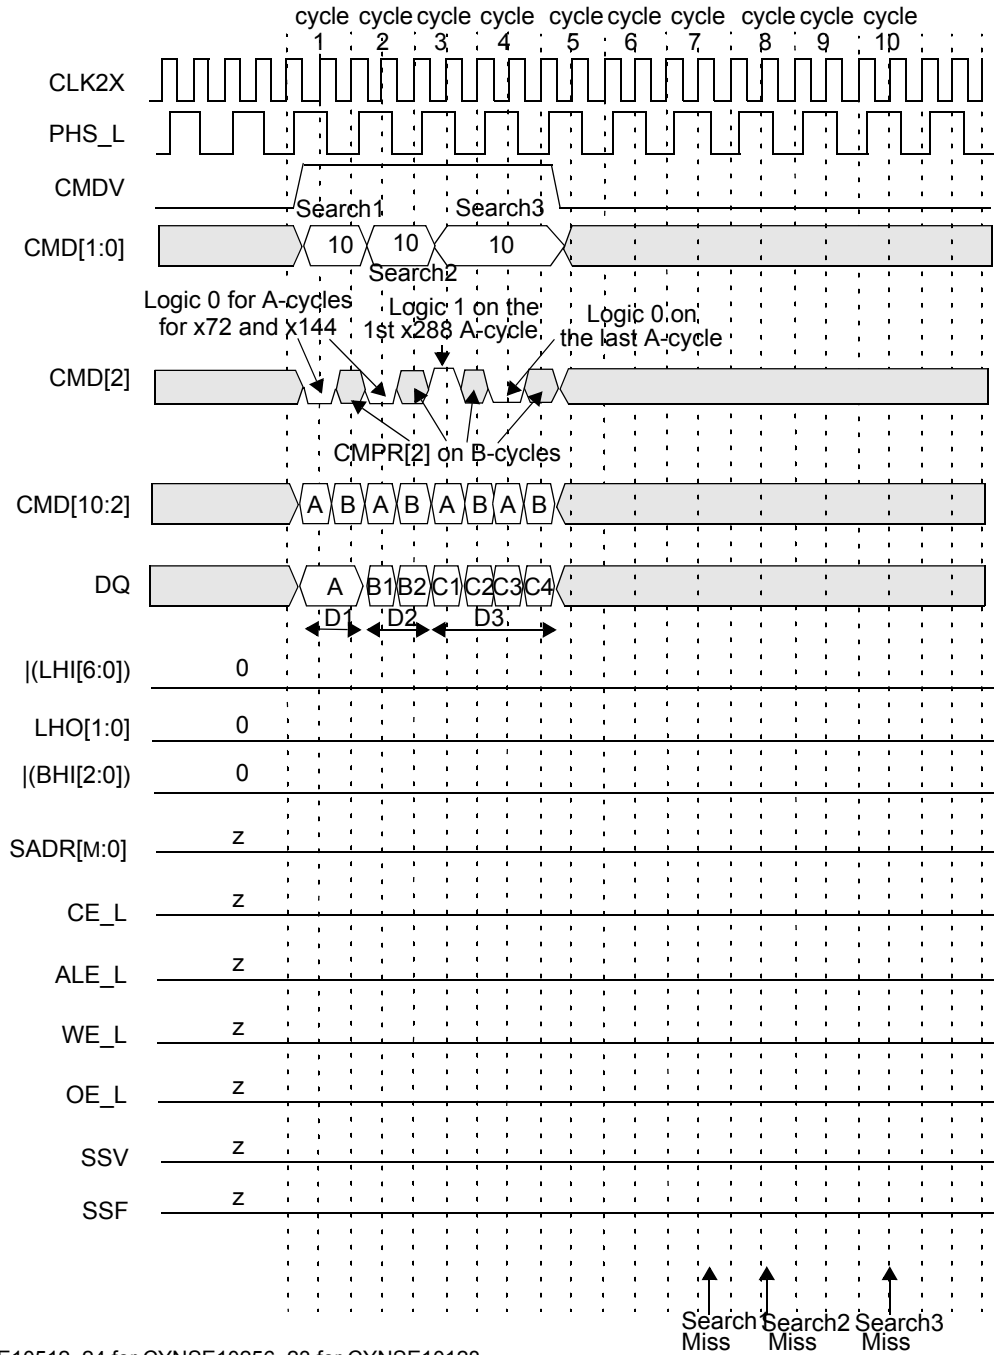 cycle cycle cycle cycle cycle cycle cycle cycle cycle cycle
1 2 3 4 5 6 7 8 9 10
CLK2X
PHS_L
CMDV
Search1 Search3
CMD[1:0] 10 10 10
Search2
Logic 0 for A-cycles
for x72 and x144
Logic 1 on the
1st x288 A-cycle
Logic 0 on
the last A-cycle
CMD[2]
CMPR[2] on B-cycles
CMD[10:2] A B A B A B A B
DQ A B1 B2 C1 C2 C3 C4
D1 D2 D3
|(LHI[6:0]) 0
LHO[1:0] 0
|(BHI[2:0]) 0
SADR[M:0] z
CE_L z
ALE_L z
WE_L z
OE_L z
SSV z
SSF z
Search1 Search2 Search3
Miss Miss Miss